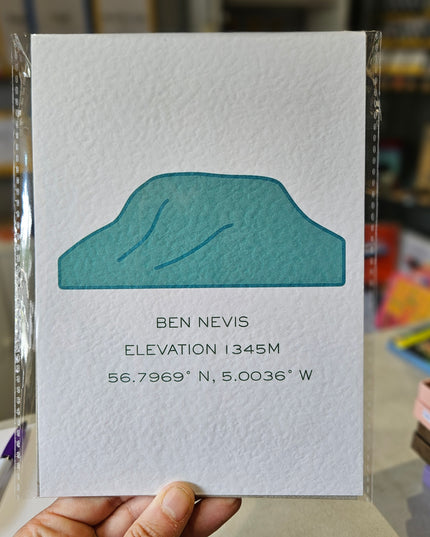 BEN NEVIS
ELEVATION 1345M
56.7969° N, 5.0036° W